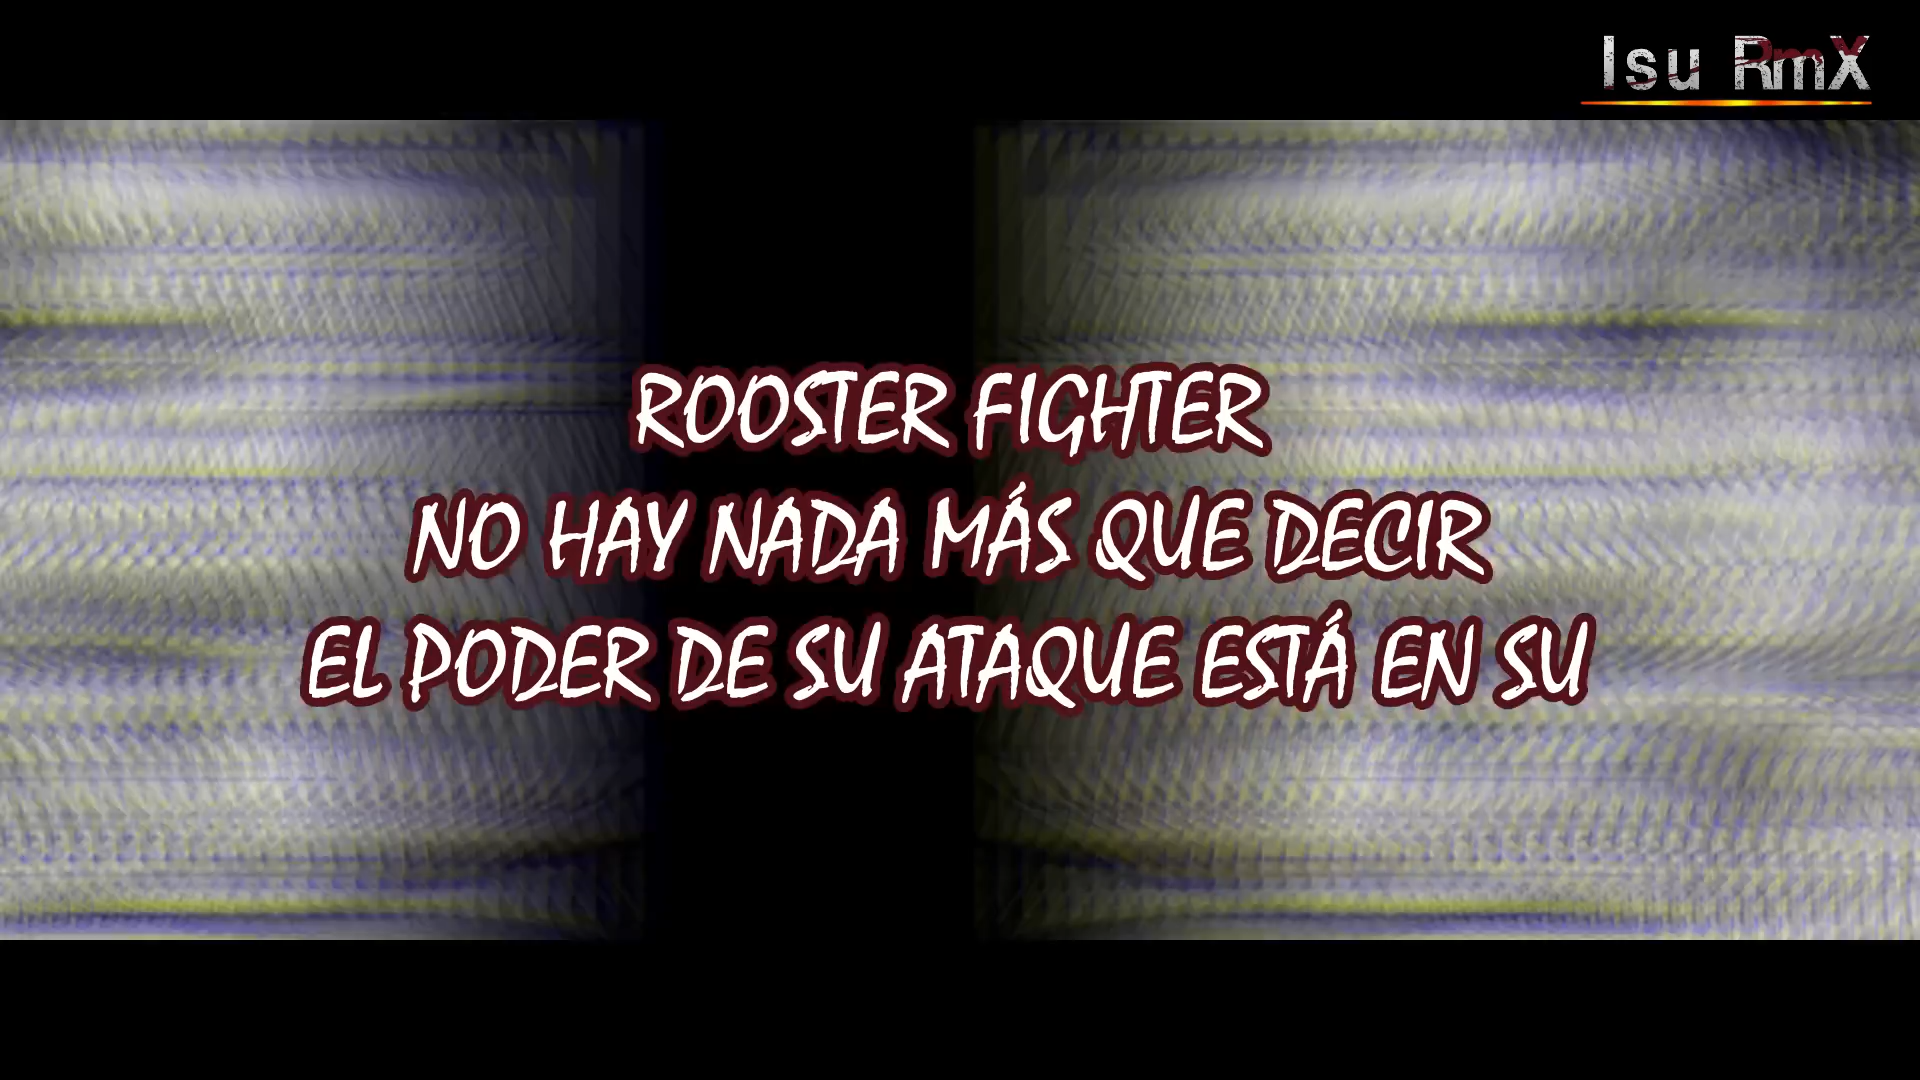 Isu RmX
ROOSTER FIGHTER
NO HAY NADA MÁS QUE DECIR
EL PODER DE SU ATAQUE ESTÁ EN SU